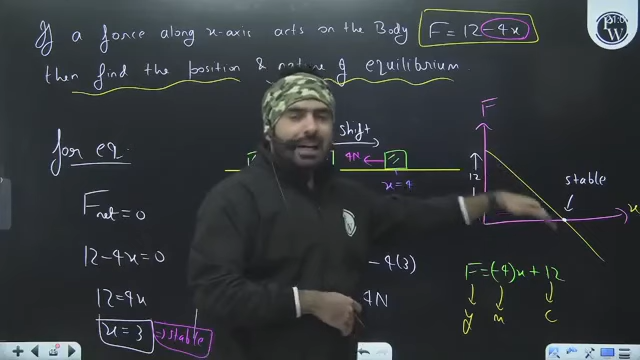 If a force along x-axis acts on the Body F = 12-4x
then find the position & nature of equilibrium.
for eq.
Fnet = 0
12-4x=0
12=4x
x=3 => stable
shift
4N
x=4
- 4(3)
4N
F
12
stable
x
F=(-4)x+12
y m c
PW